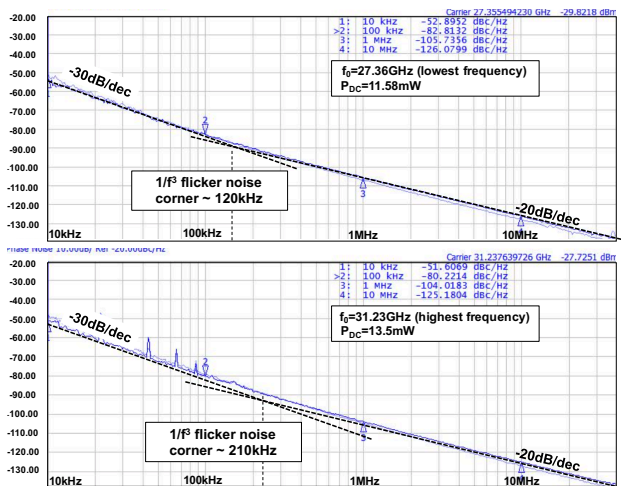 Carrier 27.355494230 GHz -29.8218 dBm
-20.00
1: 10 kHz -52.8952 dBc/Hz
>2: 100 kHz -82.8132 dBc/Hz
3: 1 MHz -105.7356 dBc/Hz
4: 10 MHz -126.0799 dBc/Hz
-30.00
-40.00
-50.00
-60.00
-70.00
-80.00
-90.00
-100.00
-110.00
-120.00
-130.00
-30dB/dec
f₀=27.36GHz (lowest frequency)
P_DC=11.58mW
2
1/f³ flicker noise
corner ~ 120kHz
3
-20dB/dec
10kHz 100kHz 1MHz 10MHz
Phase Noise 10.00dB/ Ref -20.00dBc/Hz
Carrier 31.237639726 GHz -27.7251 dBm
-20.00
1: 10 kHz -51.6069 dBc/Hz
>2: 100 kHz -80.2214 dBc/Hz
3: 1 MHz -104.0183 dBc/Hz
4: 10 MHz -125.1804 dBc/Hz
-30.00
-40.00
-50.00
-60.00
-70.00
-80.00
-90.00
-100.00
-110.00
-120.00
-130.00
-30dB/dec
f₀=31.23GHz (highest frequency)
P_DC=13.5mW
2
1/f³ flicker noise
corner ~ 210kHz
3
-20dB/dec
10kHz 100kHz 1MHz 10MHz